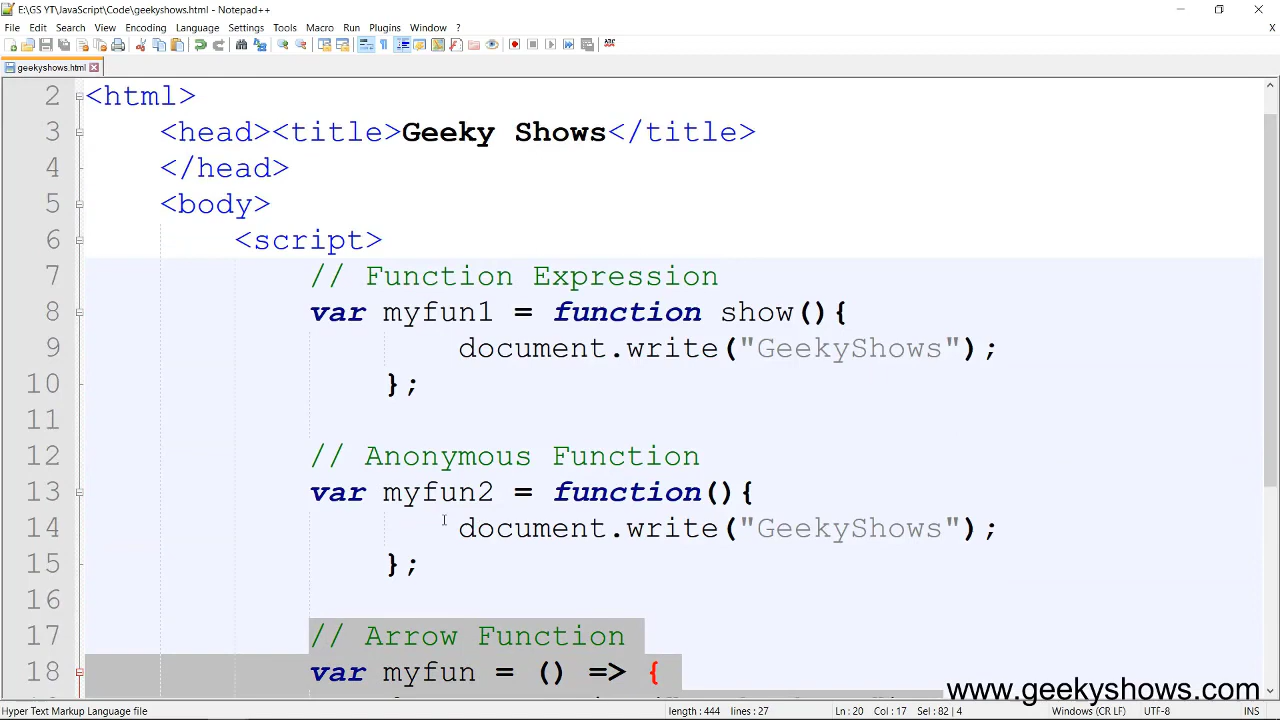 E:\GS YT\JavaScript\Code\geekyshows.html - Notepad++
File Edit Search View Encoding Language Settings Tools Macro Run Plugins Window ?
X
geekyshows.html
2 <html>
3 <head><title>Geeky Shows</title>
4 </head>
5 <body>
6 <script>
7 // Function Expression
8 var myfun1 = function show(){
9 document.write("GeekyShows");
10 };
11
12 // Anonymous Function
13 var myfun2 = function(){
14 document.write("GeekyShows");
15 };
16
17 // Arrow Function
18 var myfun = () => {
www.geekyshows.com
Hyper Text Markup Language file length : 444 lines : 27 Ln : 20 Col : 17 Sel : 82 | 4 Windows (CR LF) UTF-8 INS